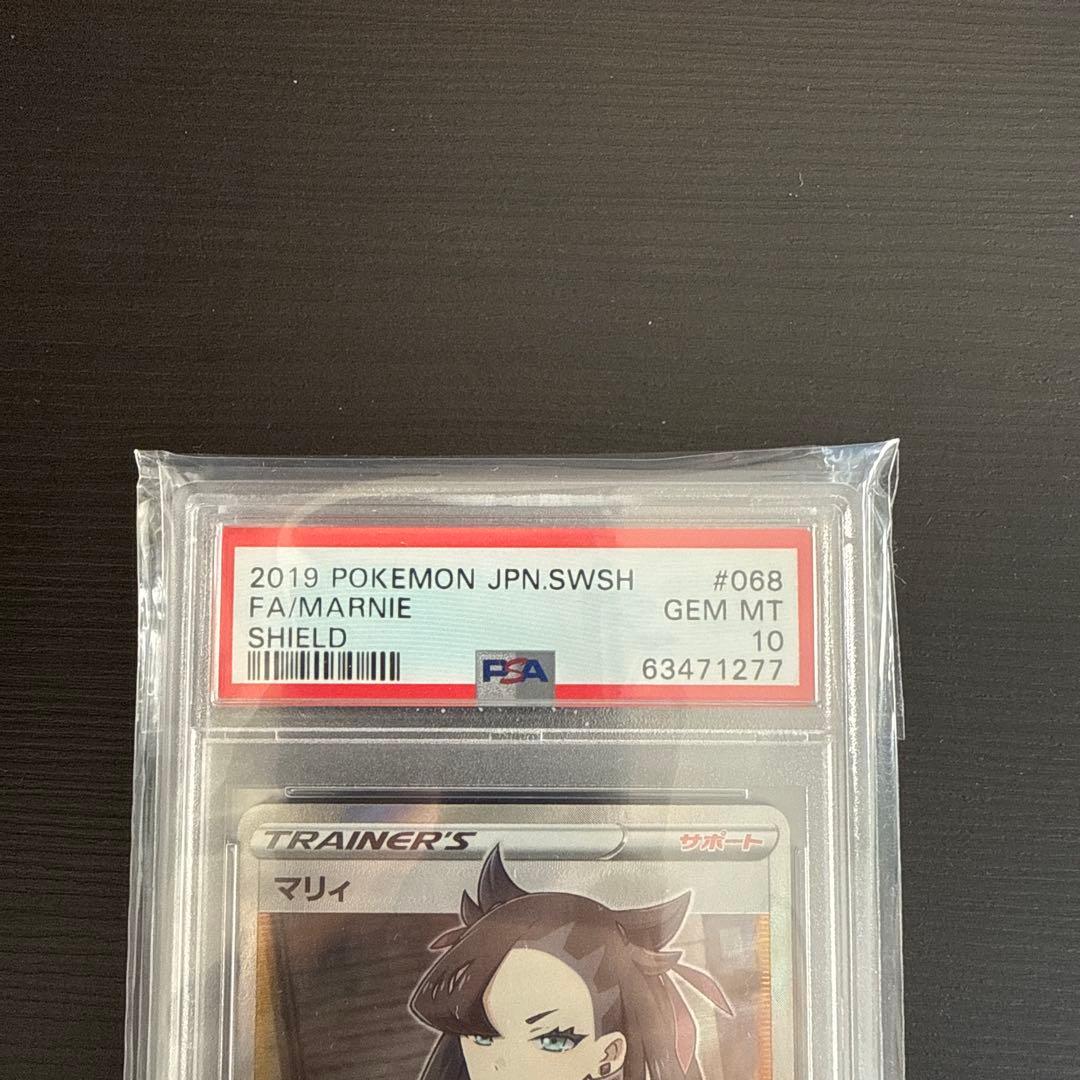 2019 POKEMON JPN.SWSH #068
FA/MARNIE GEM MT
SHIELD 10
PSA 63471277
TRAINER'S サポート
マリィ